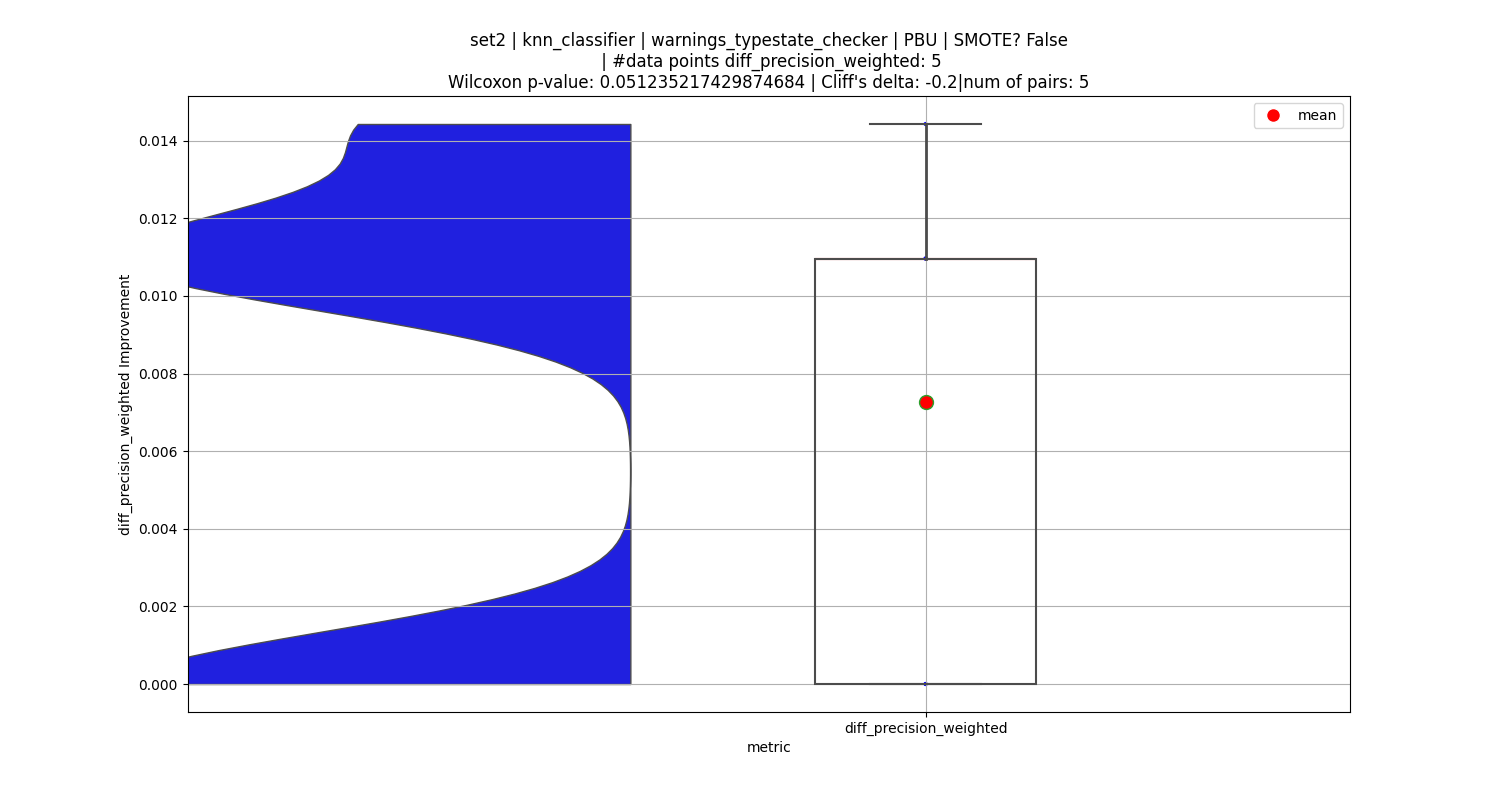 set2 | knn_classifier | warnings_typestate_checker | PBU | SMOTE? False
| #data points diff_precision_weighted: 5
Wilcoxon p-value: 0.051235217429874684 | Cliff's delta: -0.2|num of pairs: 5
mean
0.014
0.012
0.010
0.008
0.006
0.004
0.002
0.000
diff_precision_weighted Improvement
diff_precision_weighted
metric